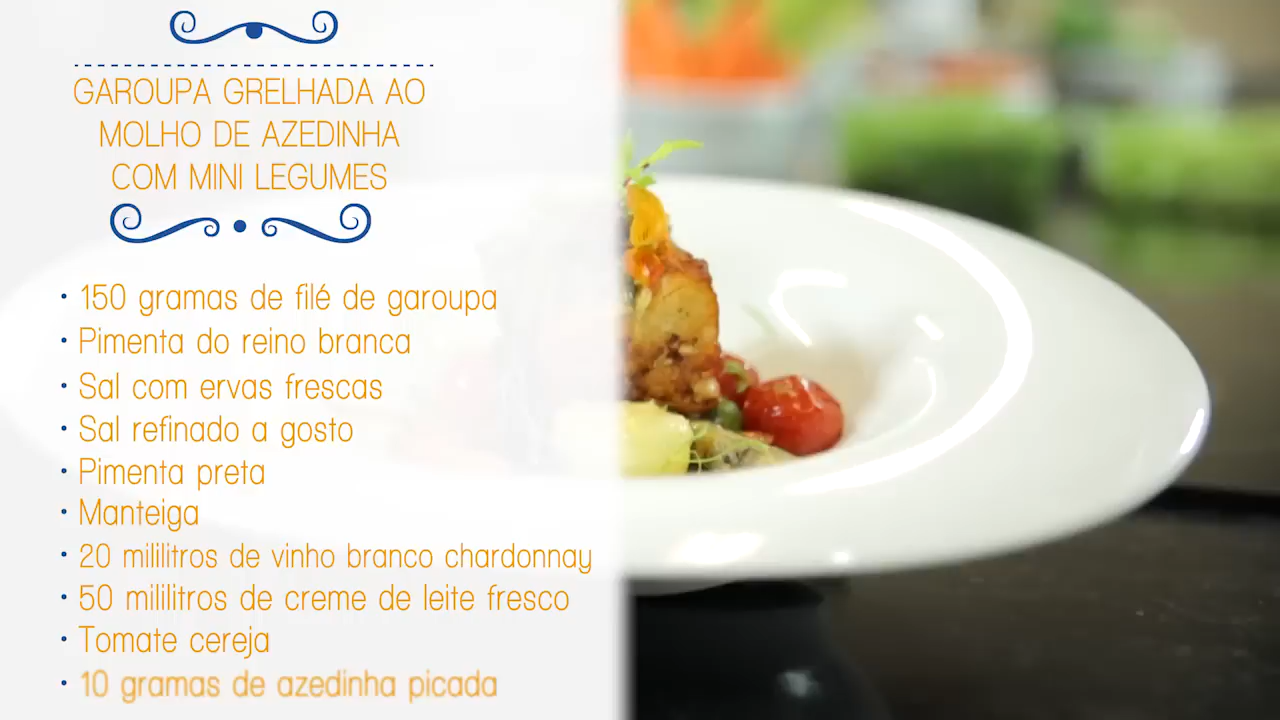 GAROUPA GRELHADA AO
MOLHO DE AZEDINHA
COM MINI LEGUMES
• 150 gramas de filé de garoupa
• Pimenta do reino branca
• Sal com ervas frescas
• Sal refinado a gosto
• Pimenta preta
• Manteiga
• 20 mililitros de vinho branco chardonnay
• 50 mililitros de creme de leite fresco
• Tomate cereja
• 10 gramas de azedinha picada